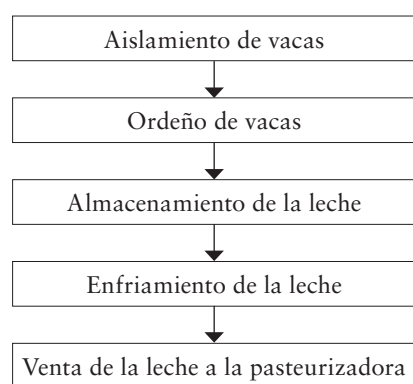 Aislamiento de vacas
Ordeño de vacas
Almacenamiento de la leche
Enfriamiento de la leche
Venta de la leche a la pasteurizadora